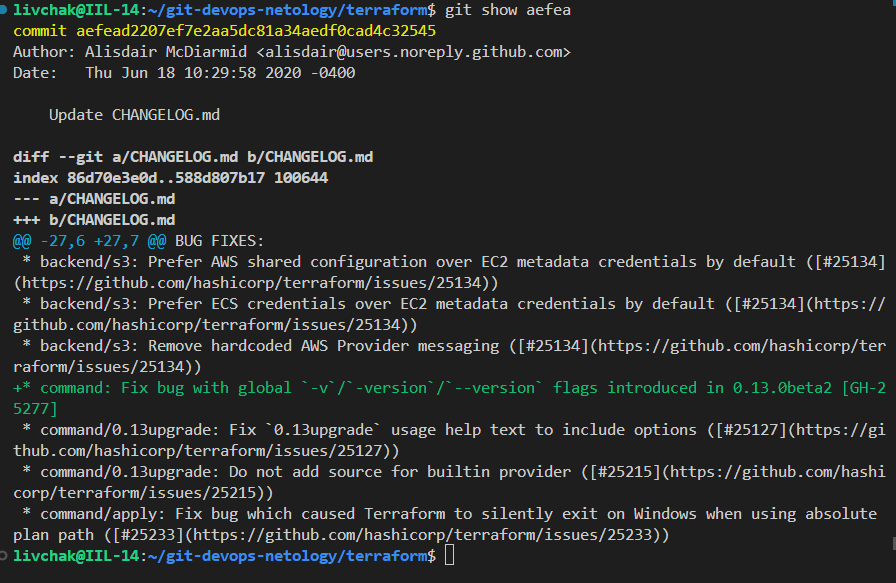 livchak@IIL-14:~/git-devops-netology/terraform$ git show aefea
commit aefead2207ef7e2aa5dc81a34aedf0cad4c32545
Author: Alisdair McDiarmid <alisdair@users.noreply.github.com>
Date:   Thu Jun 18 10:29:58 2020 -0400

    Update CHANGELOG.md

diff --git a/CHANGELOG.md b/CHANGELOG.md
index 86d70e3e0d..588d807b17 100644
--- a/CHANGELOG.md
+++ b/CHANGELOG.md
@@ -27,6 +27,7 @@ BUG FIXES:
 * backend/s3: Prefer AWS shared configuration over EC2 metadata credentials by default ([#25134]
(https://github.com/hashicorp/terraform/issues/25134))
 * backend/s3: Prefer ECS credentials over EC2 metadata credentials by default ([#25134](https://
github.com/hashicorp/terraform/issues/25134))
 * backend/s3: Remove hardcoded AWS Provider messaging ([#25134](https://github.com/hashicorp/ter
raform/issues/25134))
+* command: Fix bug with global `-v`/`-version`/`--version` flags introduced in 0.13.0beta2 [GH-2
5277]
 * command/0.13upgrade: Fix `0.13upgrade` usage help text to include options ([#25127](https://gi
thub.com/hashicorp/terraform/issues/25127))
 * command/0.13upgrade: Do not add source for builtin provider ([#25215](https://github.com/hashi
corp/terraform/issues/25215))
 * command/apply: Fix bug which caused Terraform to silently exit on Windows when using absolute
plan path ([#25233](https://github.com/hashicorp/terraform/issues/25233))
livchak@IIL-14:~/git-devops-netology/terraform$